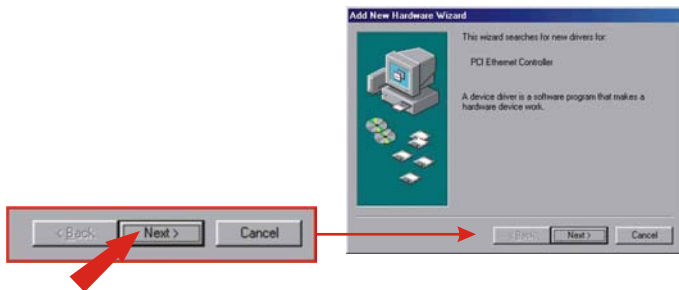 Add New Hardware Wizard
This wizard searches for new drivers for:
PCI Ethernet Controller
A device driver is a software program that makes a
hardware device work.
< Back Next > Cancel
< Back Next > Cancel